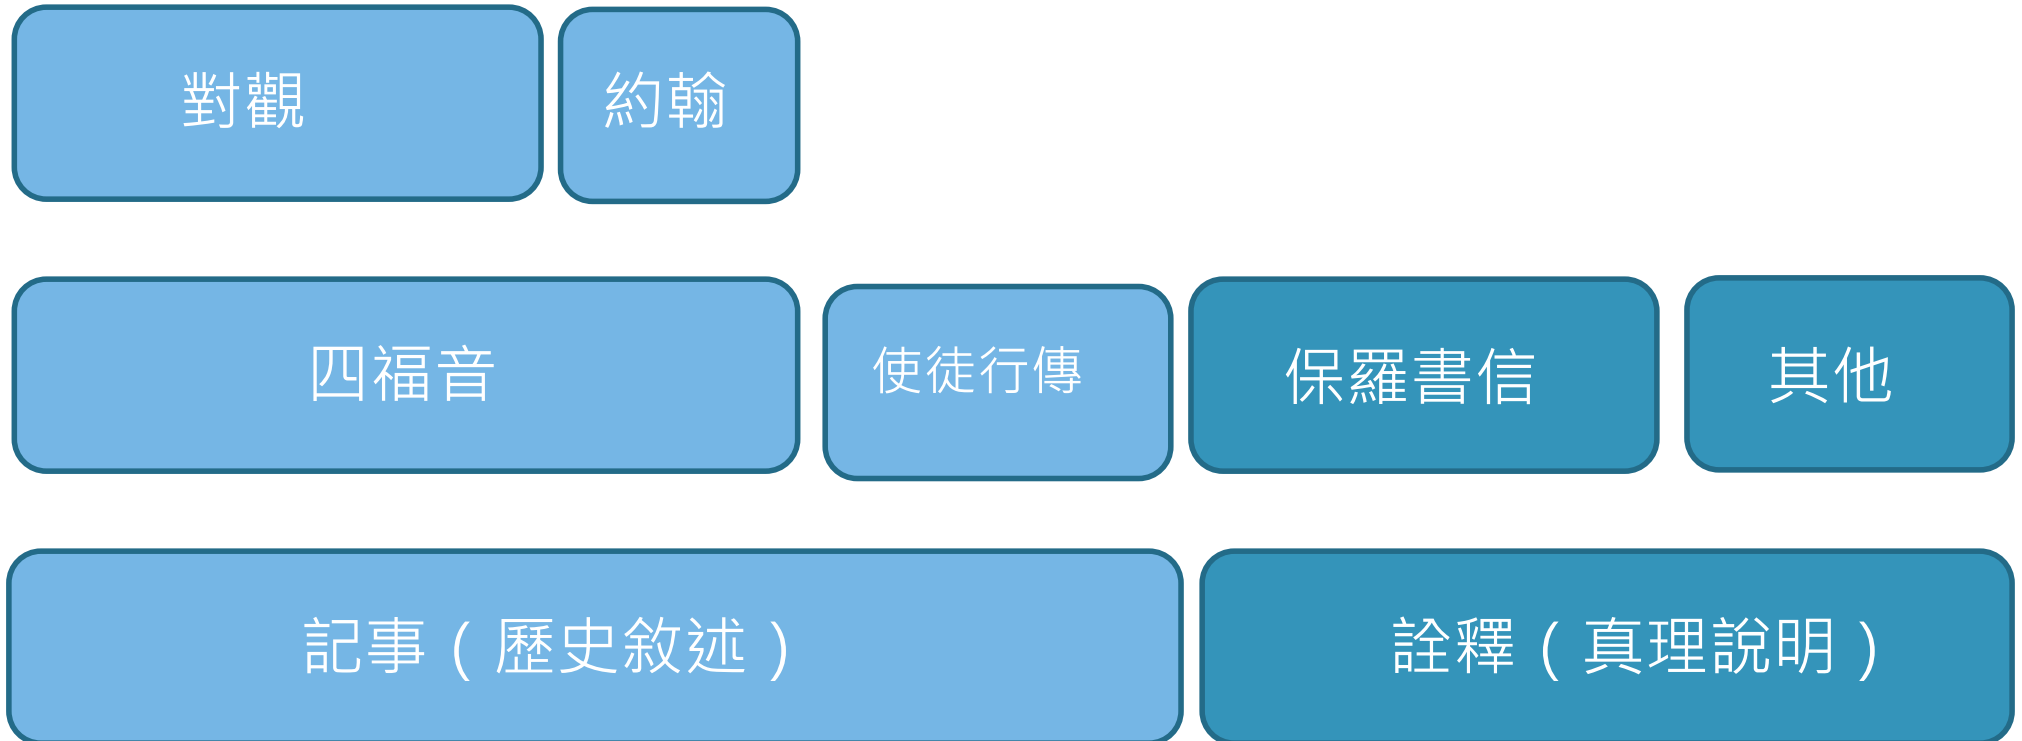 對觀
約翰
四福音
使徒行傳
保羅書信
其他
記事（歷史敘述）
詮釋（真理說明）